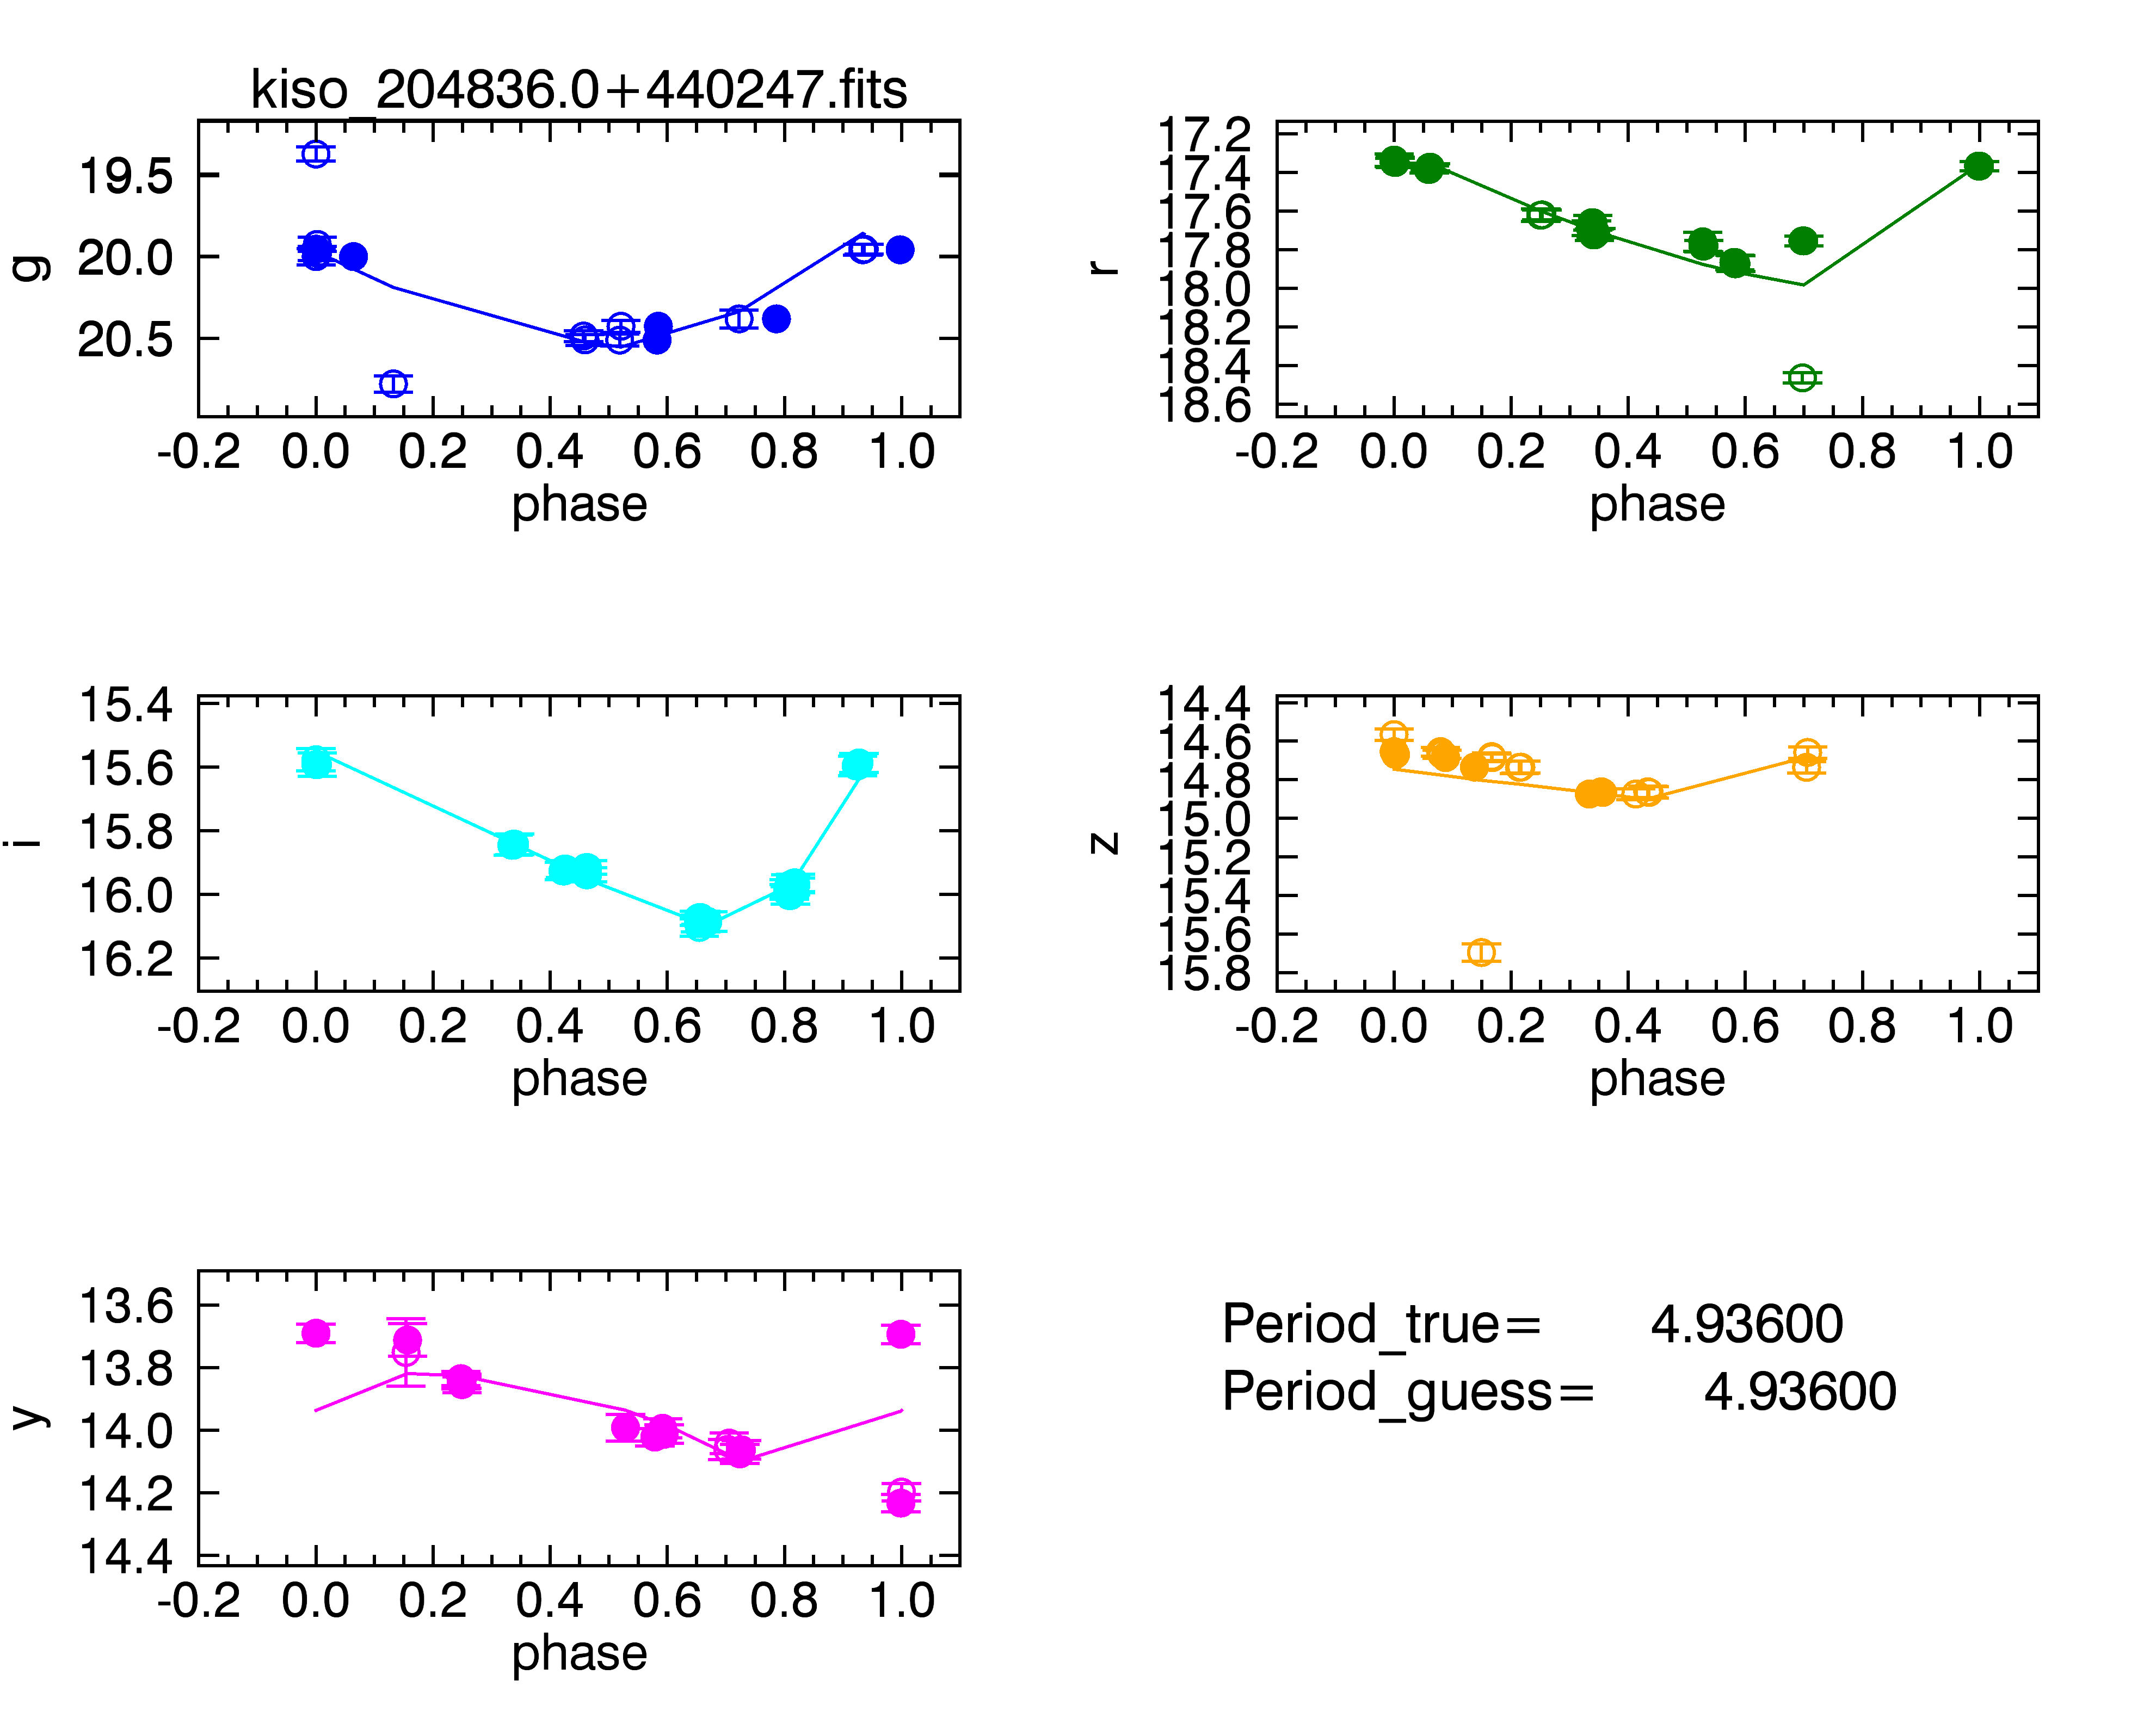 kiso_204836.0+440247.fits
g
19.5
20.0
20.5
-0.2 0.0 0.2 0.4 0.6 0.8 1.0
phase
r
17.2
17.4
17.6
17.8
18.0
18.2
18.4
18.6
-0.2 0.0 0.2 0.4 0.6 0.8 1.0
phase
i
15.4
15.6
15.8
16.0
16.2
-0.2 0.0 0.2 0.4 0.6 0.8 1.0
phase
z
14.4
14.6
14.8
15.0
15.2
15.4
15.6
15.8
-0.2 0.0 0.2 0.4 0.6 0.8 1.0
phase
y
13.6
13.8
14.0
14.2
14.4
-0.2 0.0 0.2 0.4 0.6 0.8 1.0
phase
Period_true= 4.93600
Period_guess= 4.93600